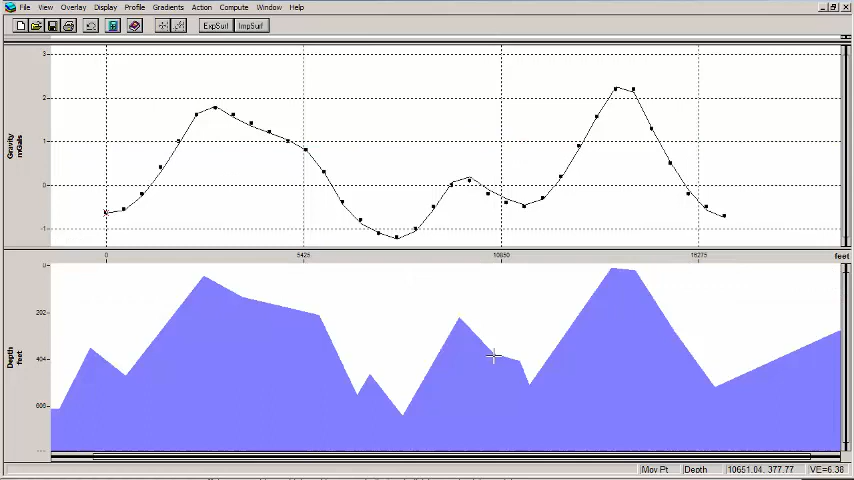 File View Overlay Display Profile Gradients Action Compute Window Help
ExpSurf ImpSurf
3
2
1
0
-1
Gravity
mGals
0 5425 10850 16275 feet
0
202
404
606
Depth
feet
Mov Pt Depth 10651.04, 377.77 VE=6.38